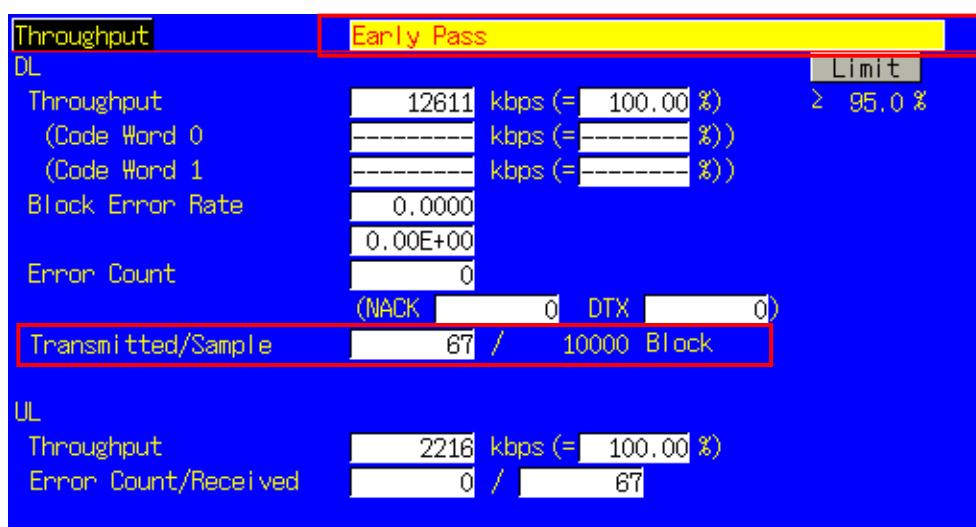 Throughput Early Pass
DL Limit
Throughput 12611 kbps (= 100.00 %) ≥ 95.0 %
(Code Word 0 --------- kbps (=-------- %))
(Code Word 1 --------- kbps (=-------- %))
Block Error Rate 0.0000
0.00E+00
Error Count 0
(NACK 0 DTX 0)
Transmitted/Sample 67 / 10000 Block
UL
Throughput 2216 kbps (= 100.00 %)
Error Count/Received 0 / 67